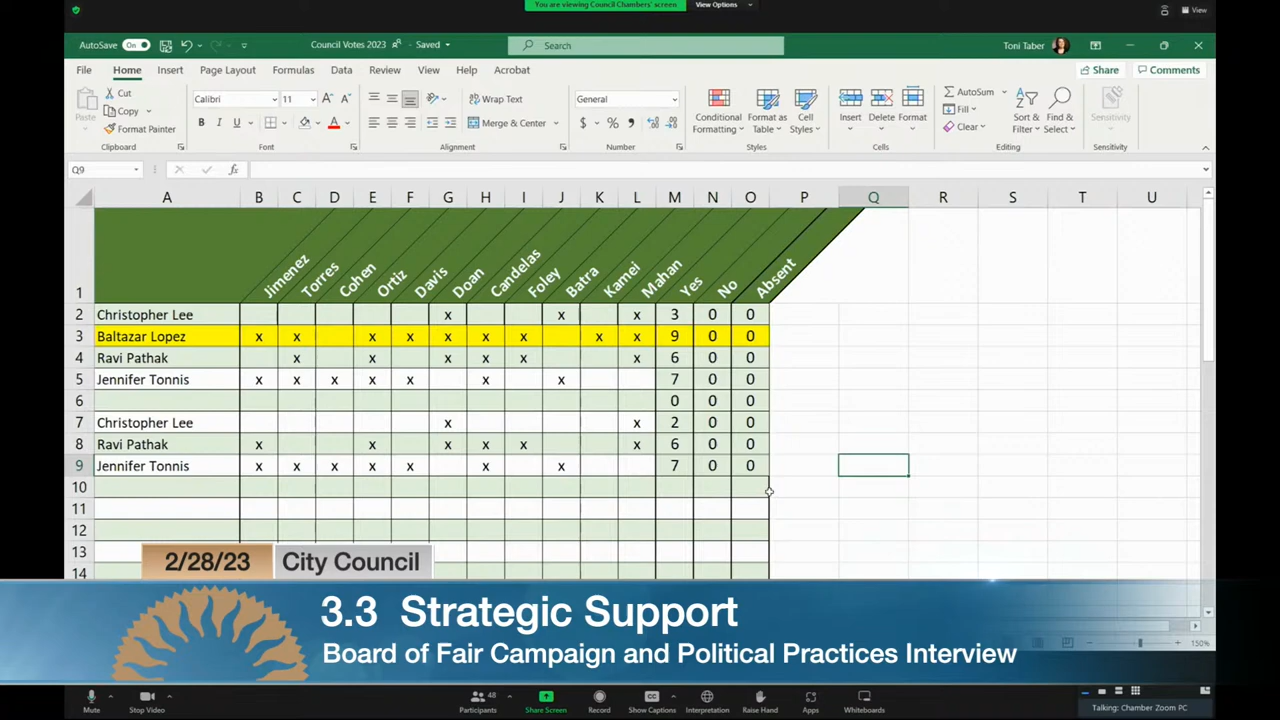 You are viewing Council Chambers' screen
View Options
View
AutoSave On
Council Votes 2023
Saved
Search
Toni Taber
File Home Insert Page Layout Formulas Data Review View Help Acrobat Share Comments
Paste Cut Copy Format Painter
Calibri 11 General
Wrap Text
Merge & Center
Conditional Formatting Format as Table Cell Styles
Insert Delete Format
AutoSum Fill Clear
Sort & Filter Find & Select Sensitivity
Clipboard Font Alignment Number Styles Cells Editing Sensitivity
Q9 fx
A B C D E F G H I J K L M N O P Q R S T U
1 Jimenez Torres Cohen Ortiz Davis Doan Candelas Foley Batra Kamei Mahan Yes No Absent
2 Christopher Lee x x x 3 0 0
3 Baltazar Lopez x x x x x x x x x 9 0 0
4 Ravi Pathak x x x x x x 6 0 0
5 Jennifer Tonnis x x x x x x x 7 0 0
6 0 0 0
7 Christopher Lee x x 2 0 0
8 Ravi Pathak x x x x x x 6 0 0
9 Jennifer Tonnis x x x x x x x 7 0 0
10
11
12
13
14
2/28/23 City Council
3.3 Strategic Support
Board of Fair Campaign and Political Practices Interview
150%
Mute Stop Video Participants 48 Share Screen Record Show Captions Interpretation Raise Hand Apps Whiteboards
Talking: Chamber Zoom PC